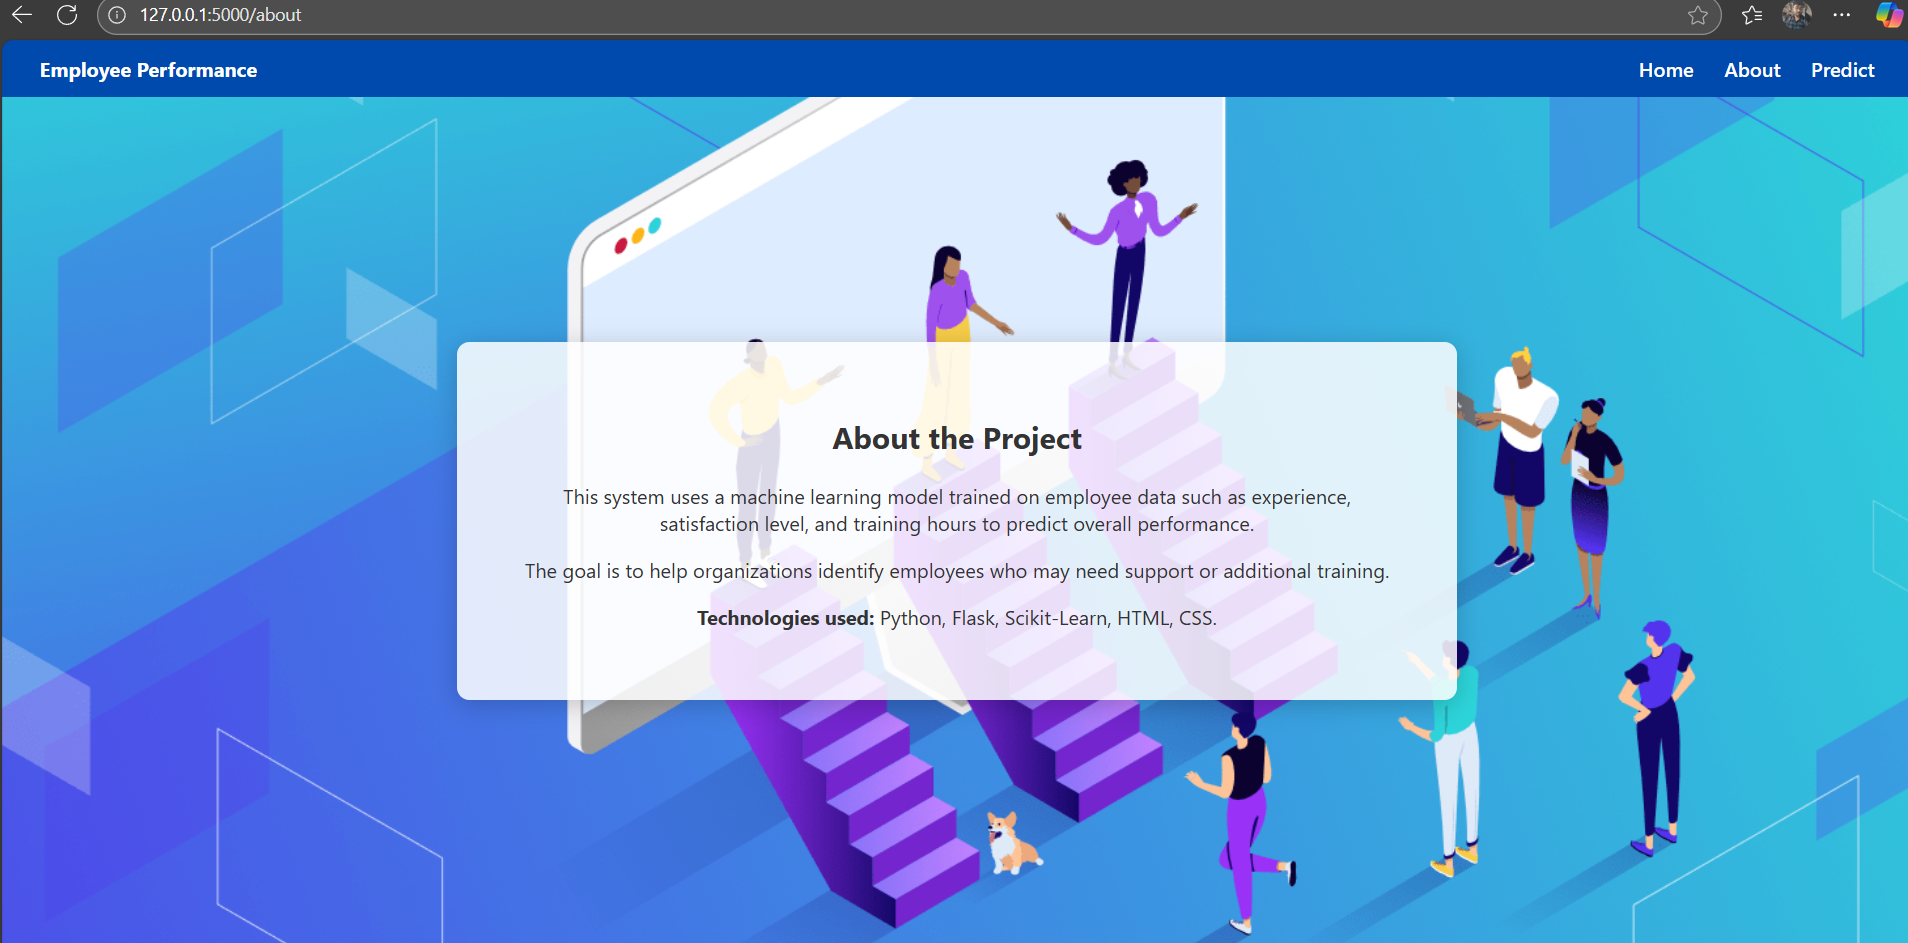 127.0.0.1:5000/about
Employee Performance
Home About Predict
About the Project
This system uses a machine learning model trained on employee data such as experience,
satisfaction level, and training hours to predict overall performance.
The goal is to help organizations identify employees who may need support or additional training.
Technologies used: Python, Flask, Scikit-Learn, HTML, CSS.